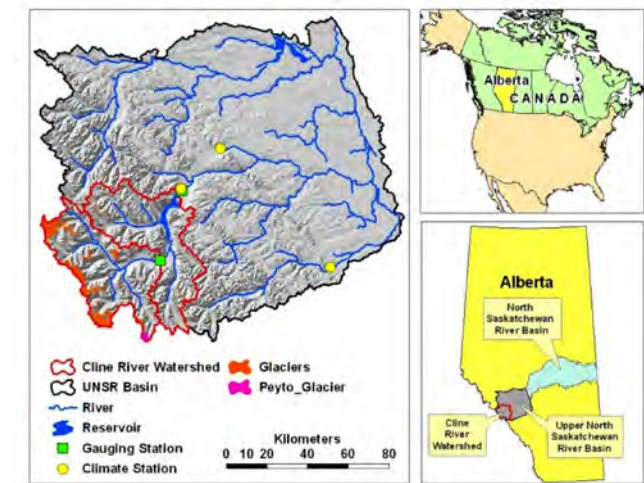 Cline River Watershed
UNSR Basin
River
Reservoir
Gauging Station
Climate Station
Glaciers
Peyto_Glacier
Kilometers
0 10 20 40 60 80
Alberta
CANADA
Alberta
North
Saskatchewan
River Basin
Cline
River
Watershed
Upper North
Saskatchewan
River Basin